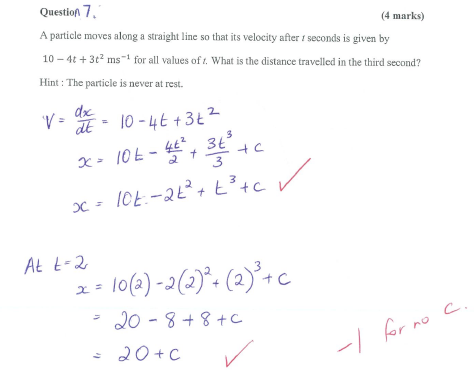 Question 7.
(4 marks)
A particle moves along a straight line so that its velocity after t seconds is given by
10 − 4t + 3t² ms⁻¹ for all values of t. What is the distance travelled in the third second?
Hint : The particle is never at rest.
V = dx/dt = 10 - 4t + 3t²
x = 10t - 4t²/2 + 3t³/3 + c
x = 10t - 2t² + t³ + c ✓
At t=2
x = 10(2) - 2(2)² + (2)³ + c
= 20 - 8 + 8 + c
-1 for no c.
= 20 + c ✓